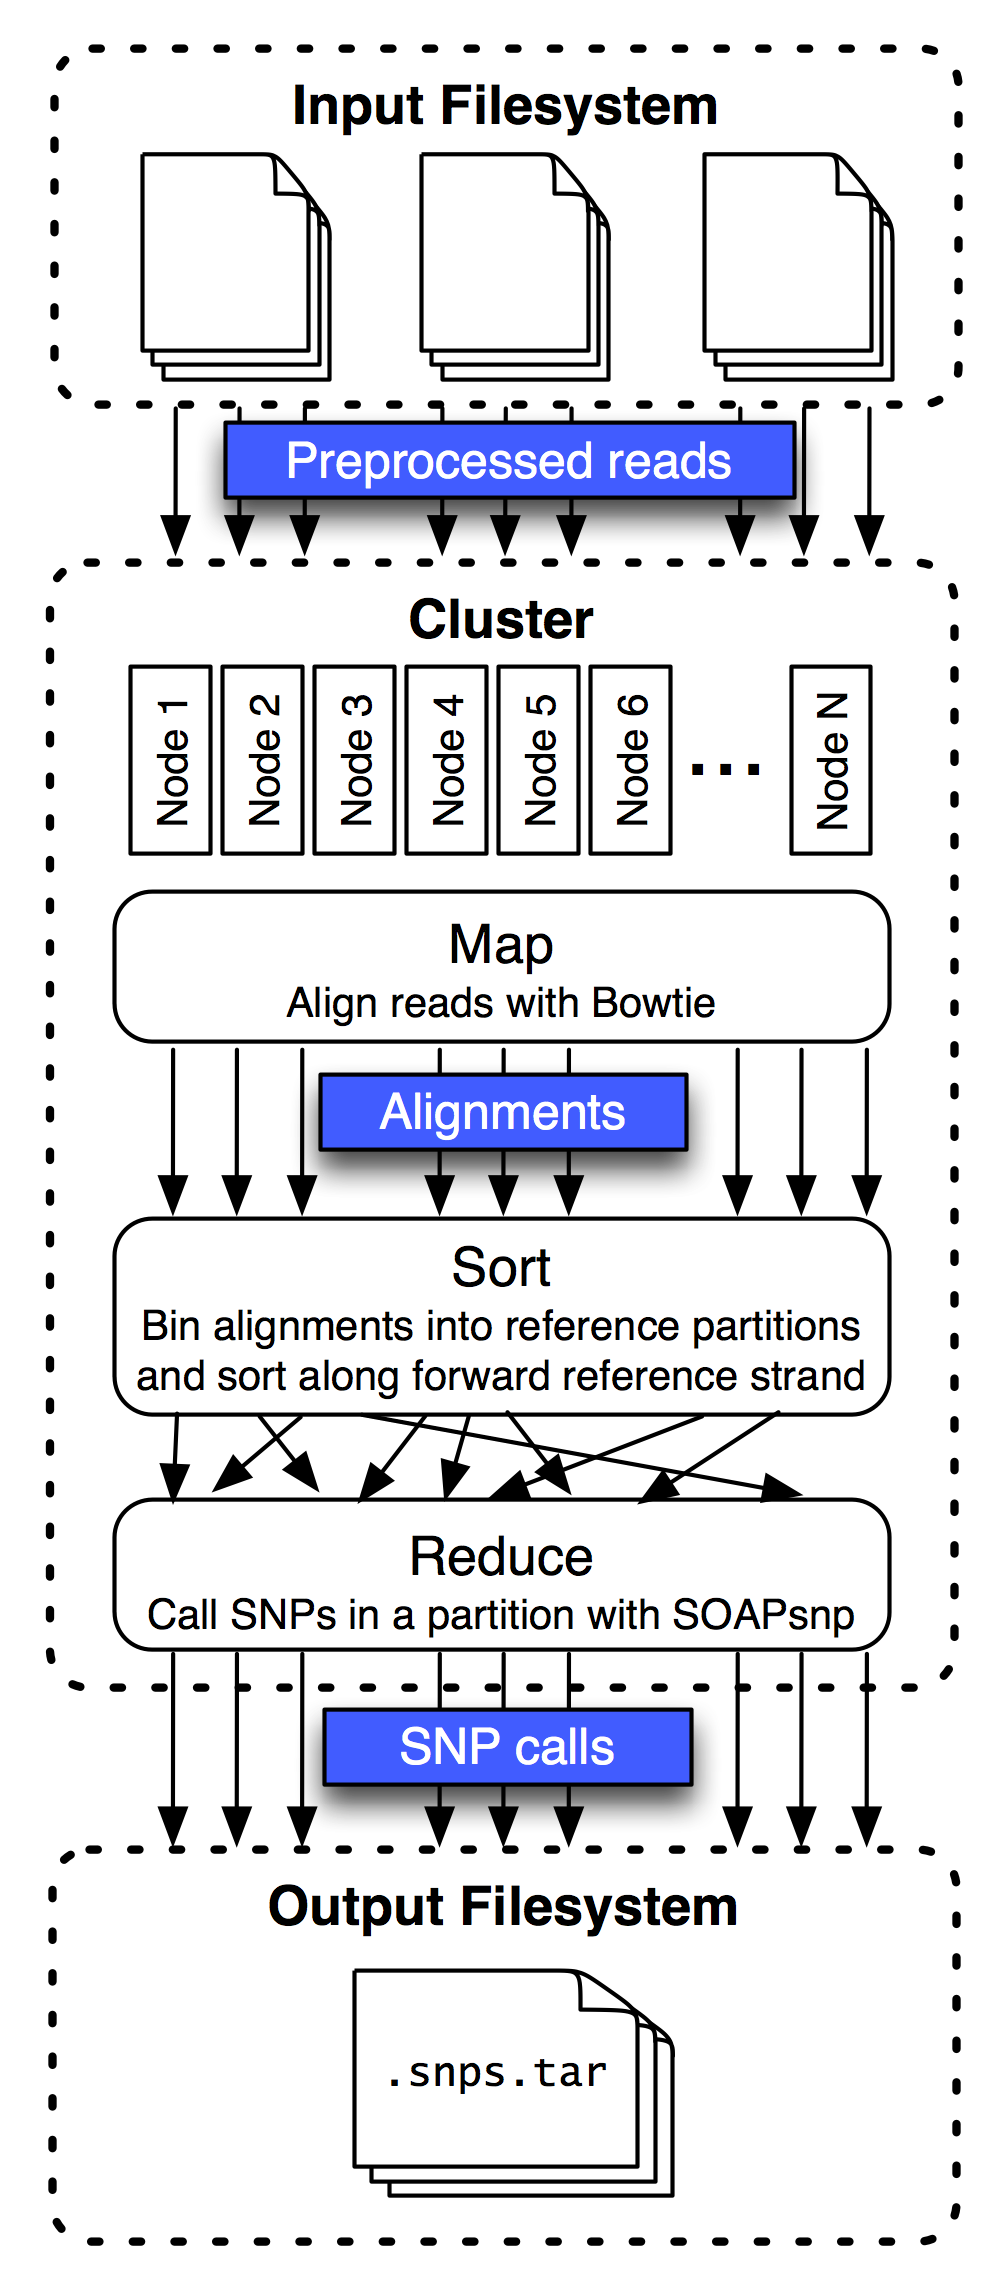 Input Filesystem
Preprocessed reads
Cluster
Node 1
Node 2
Node 3
Node 4
Node 5
Node 6
...
Node N
Map
Align reads with Bowtie
Alignments
Sort
Bin alignments into reference partitions
and sort along forward reference strand
Reduce
Call SNPs in a partition with SOAPsnp
SNP calls
Output Filesystem
.snps.tar